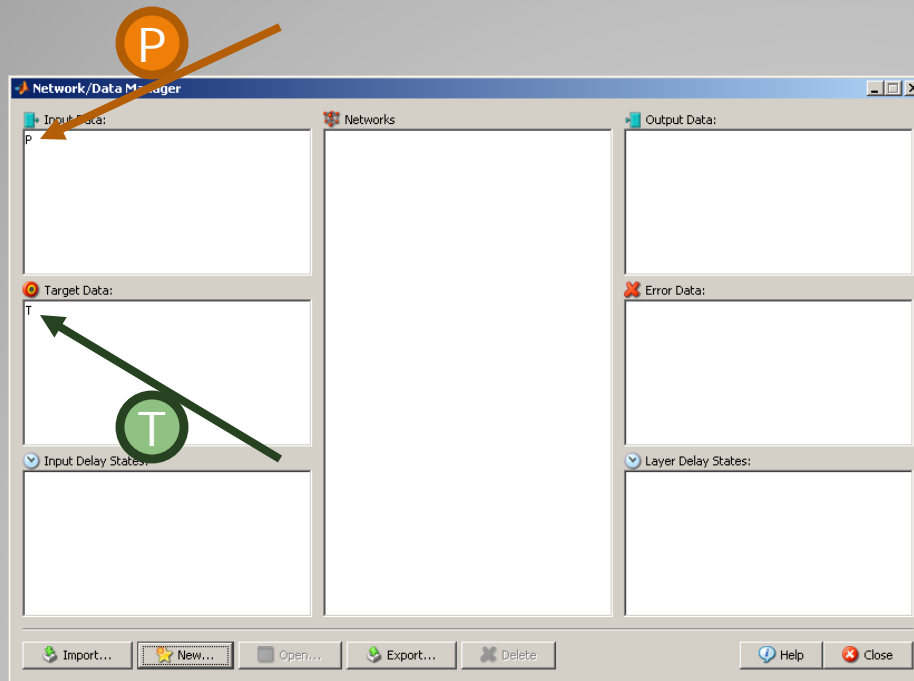 P
Network/Data Manager
Input Data:
Networks
Output Data:
P
Target Data:
Error Data:
T
T
Input Delay States:
Layer Delay States:
Import...
New...
Open...
Export...
Delete
Help
Close